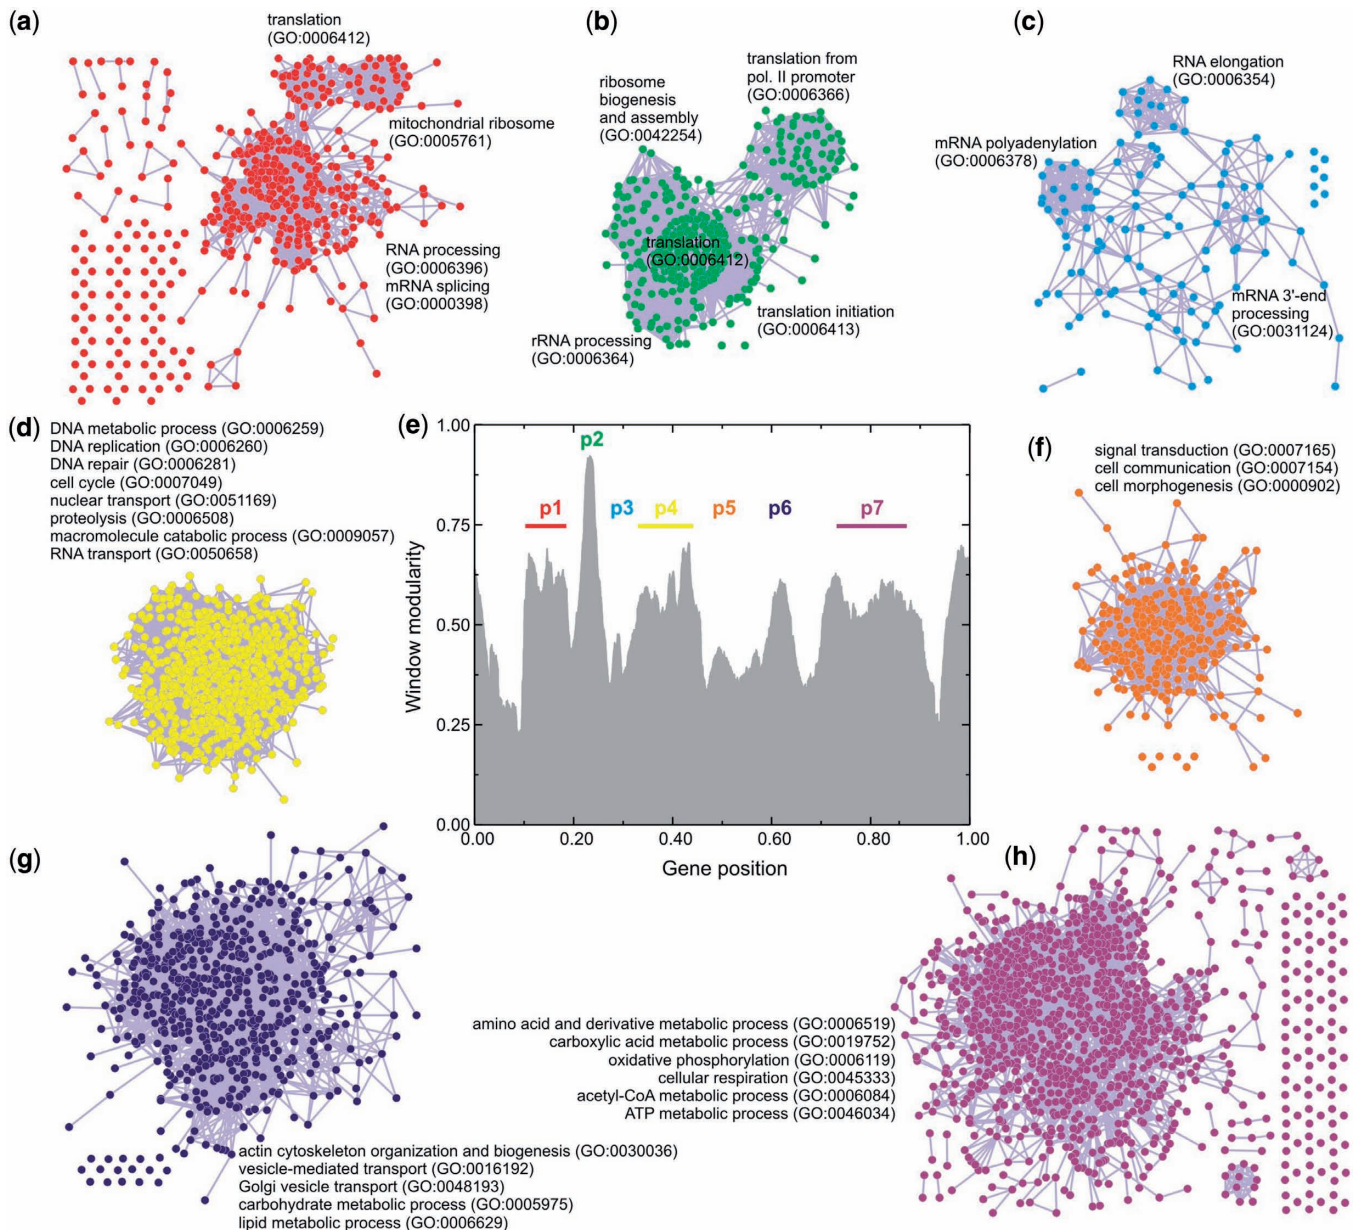 (a)
translation
(GO:0006412)
mitochondrial ribosome
(GO:0005761)
RNA processing
(GO:0006396)
mRNA splicing
(GO:0000398)
(b)
ribosome
biogenesis
and assembly
(GO:0042254)
translation from
pol. II promoter
(GO:0006366)
translation
(GO:0006412)
translation initiation
(GO:0006413)
rRNA processing
(GO:0006364)
(c)
RNA elongation
(GO:0006354)
mRNA polyadenylation
(GO:0006378)
mRNA 3'-end
processing
(GO:0031124)
(d)
DNA metabolic process (GO:0006259)
DNA replication (GO:0006260)
DNA repair (GO:0006281)
cell cycle (GO:0007049)
nuclear transport (GO:0051169)
proteolysis (GO:0006508)
macromolecule catabolic process (GO:0009057)
RNA transport (GO:0050658)
(e)
1.00
0.75
0.50
0.25
0.00
Window modularity
p1
p2
p3
p4
p5
p6
p7
0.00
0.20
0.40
0.60
0.80
1.00
Gene position
(f)
signal transduction (GO:0007165)
cell communication (GO:0007154)
cell morphogenesis (GO:0000902)
(g)
actin cytoskeleton organization and biogenesis (GO:0030036)
vesicle-mediated transport (GO:0016192)
Golgi vesicle transport (GO:0048193)
carbohydrate metabolic process (GO:0005975)
lipid metabolic process (GO:0006629)
(h)
amino acid and derivative metabolic process (GO:0006519)
carboxylic acid metabolic process (GO:0019752)
oxidative phosphorylation (GO:0006119)
cellular respiration (GO:0045333)
acetyl-CoA metabolic process (GO:0006084)
ATP metabolic process (GO:0046034)